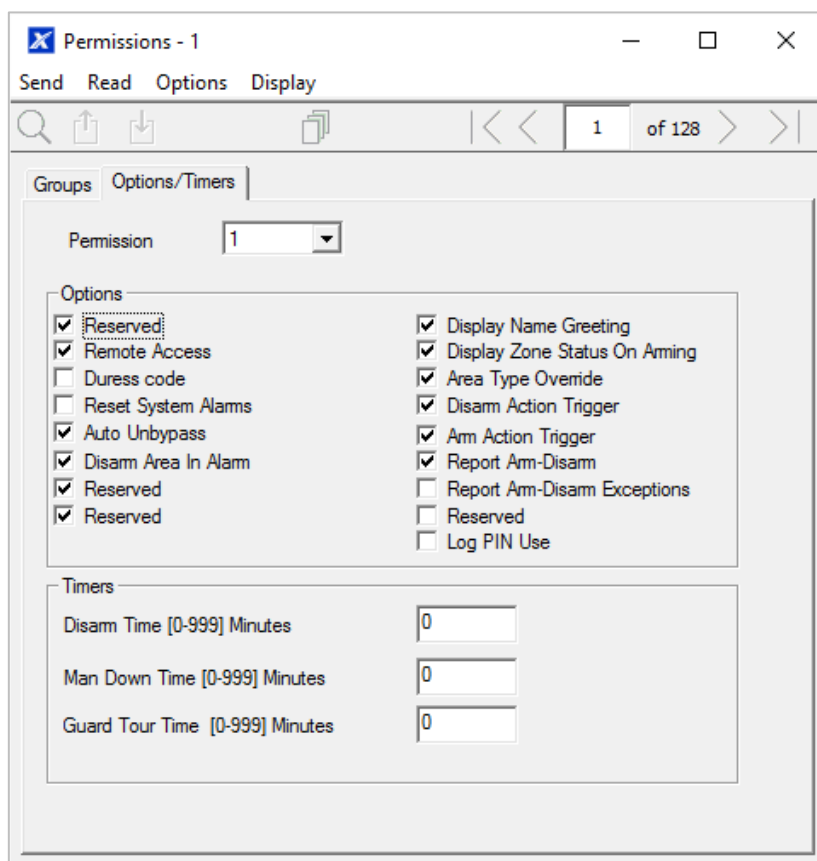 Permissions - 1
Send Read Options Display
1 of 128
Groups Options/Timers
Permission 1
Options
Reserved
Remote Access
Duress code
Reset System Alarms
Auto Unbypass
Disarm Area In Alarm
Reserved
Reserved
Display Name Greeting
Display Zone Status On Arming
Area Type Override
Disarm Action Trigger
Arm Action Trigger
Report Arm-Disarm
Report Arm-Disarm Exceptions
Reserved
Log PIN Use
Timers
Disarm Time [0-999] Minutes 0
Man Down Time [0-999] Minutes 0
Guard Tour Time [0-999] Minutes 0